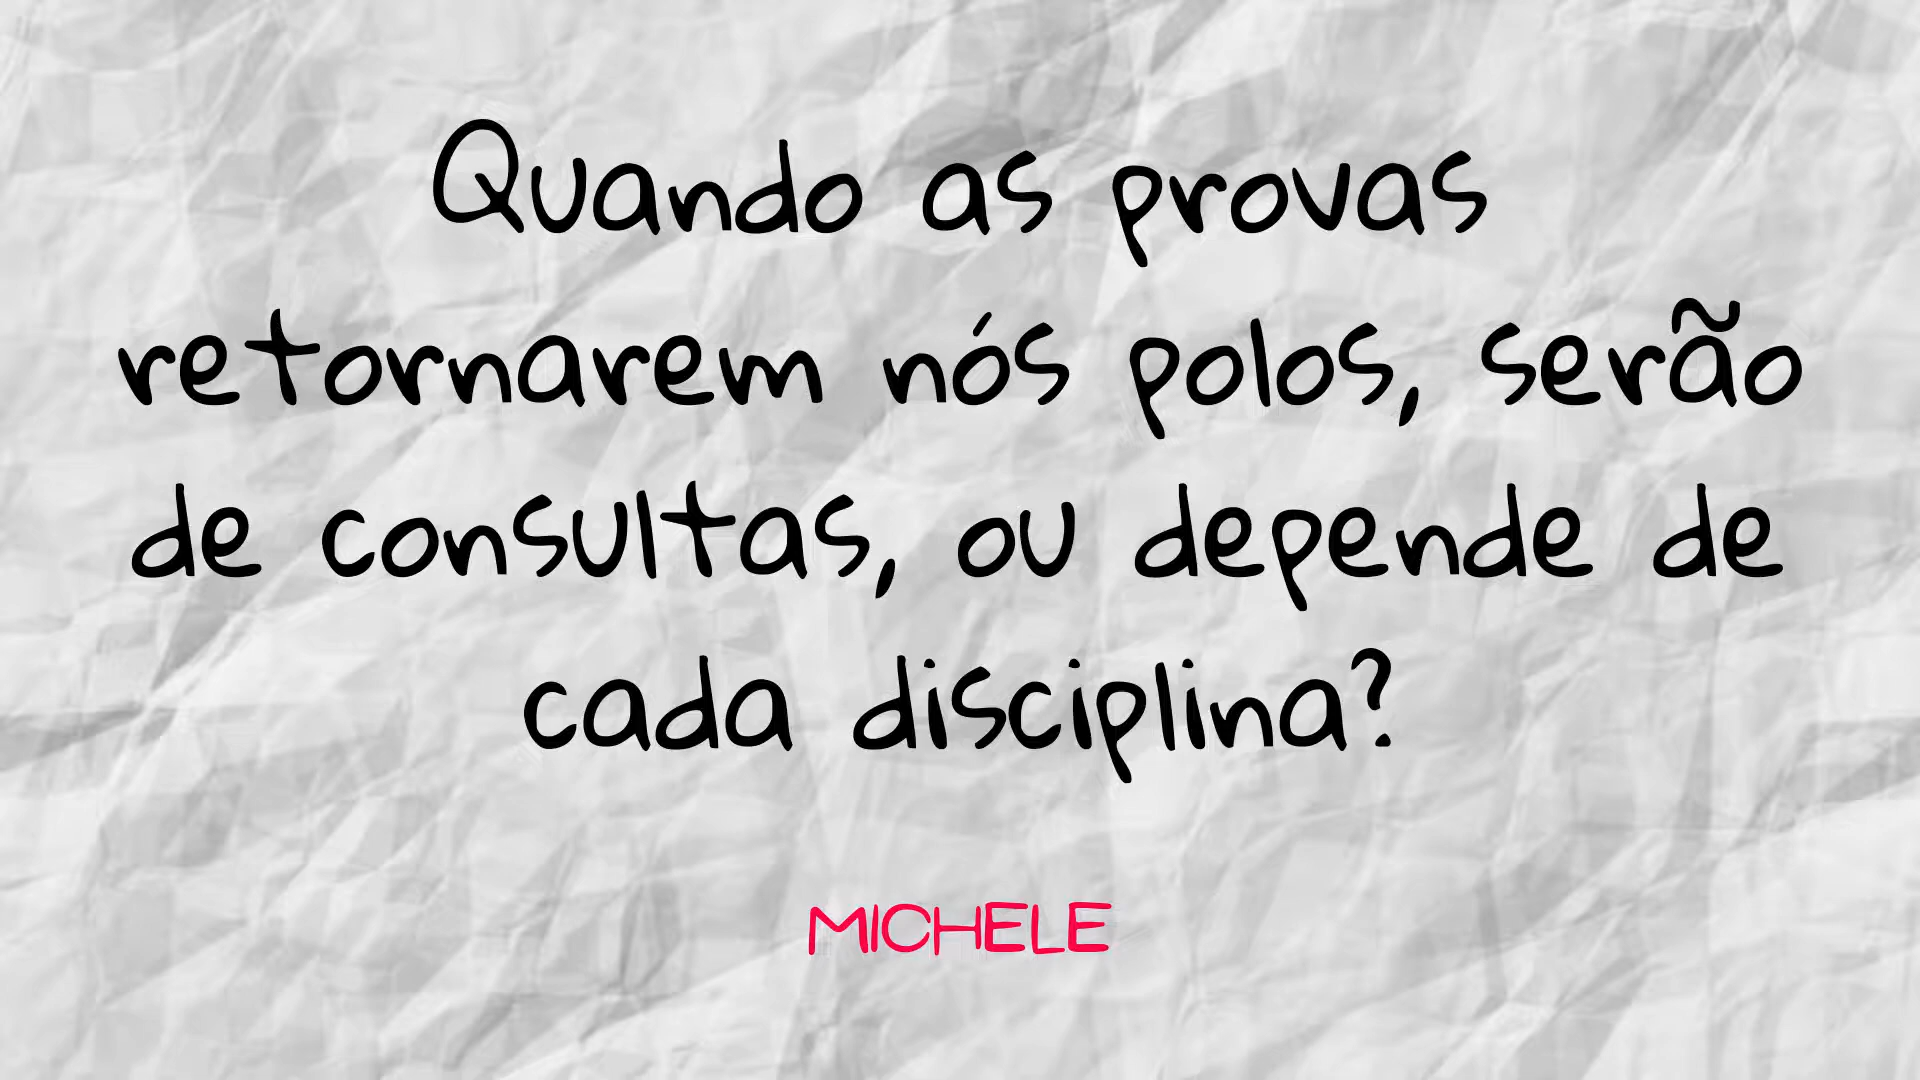 Quando as provas
retornarem nós polos, serão
de consultas, ou depende de
cada disciplina?
MICHELE